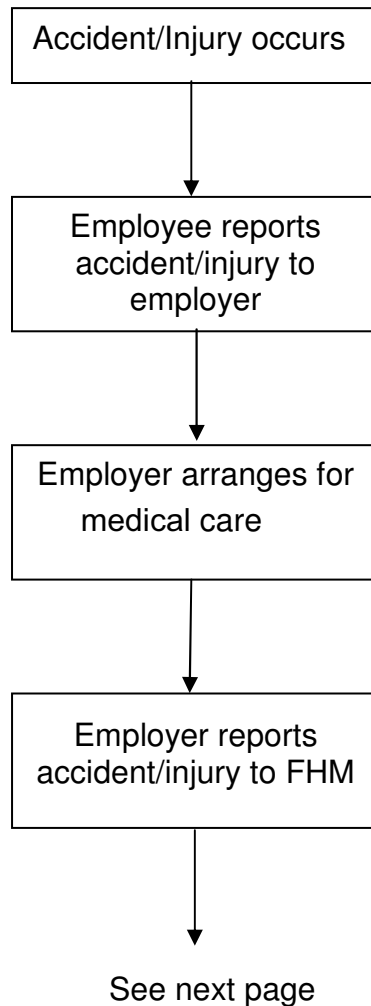 Accident/Injury occurs
Employee reports
accident/injury to
employer
Employer arranges for
medical care
Employer reports
accident/injury to FHM
See next page